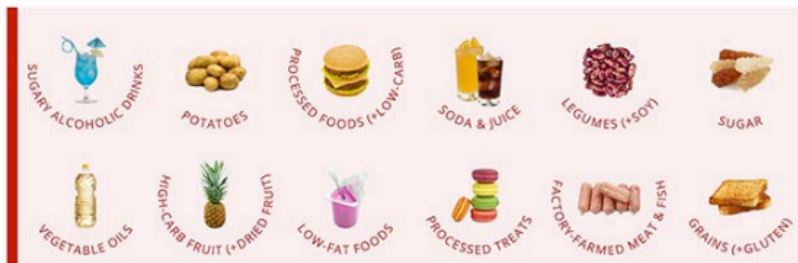 SUGARY ALCOHOLIC DRINKS
POTATOES
PROCESSED FOODS (+LOW-CARB)
SODA & JUICE
LEGUMES (+SOY)
SUGAR
VEGETABLE OILS
HIGH-CARB FRUIT (+DRIED FRUIT)
LOW-FAT FOODS
PROCESSED TREATS
FACTORY-FARMED MEAT & FISH
GRAINS (+GLUTEN)